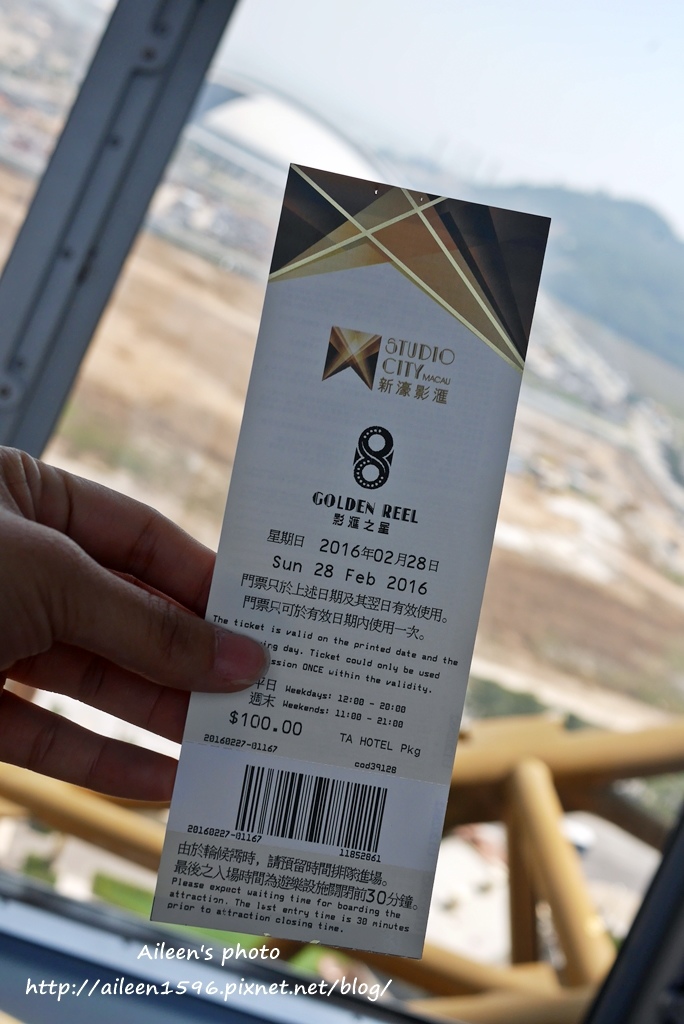 STUDIO
CITY MACAU
新濠影滙
8
GOLDEN REEL
影滙之星
星期日 2016年02月28日
Sun 28 Feb 2016
門票只於上述日期及其翌日有效使用。
門票只可於有效日期內使用一次。
The ticket is valid on the printed date and the
ing day. Ticket could only be used
ssion ONCE within the validity.
平日 Weekdays: 12:00 - 20:00
週末 Weekends: 11:00 - 21:00
$100.00 TA HOTEL Pkg
20160227-01167 cod39128
20160227-01167 11852861
由於輪候需時, 請預留時間排隊進場。
最後之入場時間為遊樂設施關閉前30分鐘。
Please expect waiting time for boarding the
attraction. The last entry time is 30 minutes
prior to attraction closing time.
Aileen's photo
http://aileen1596.pixnet.net/blog/